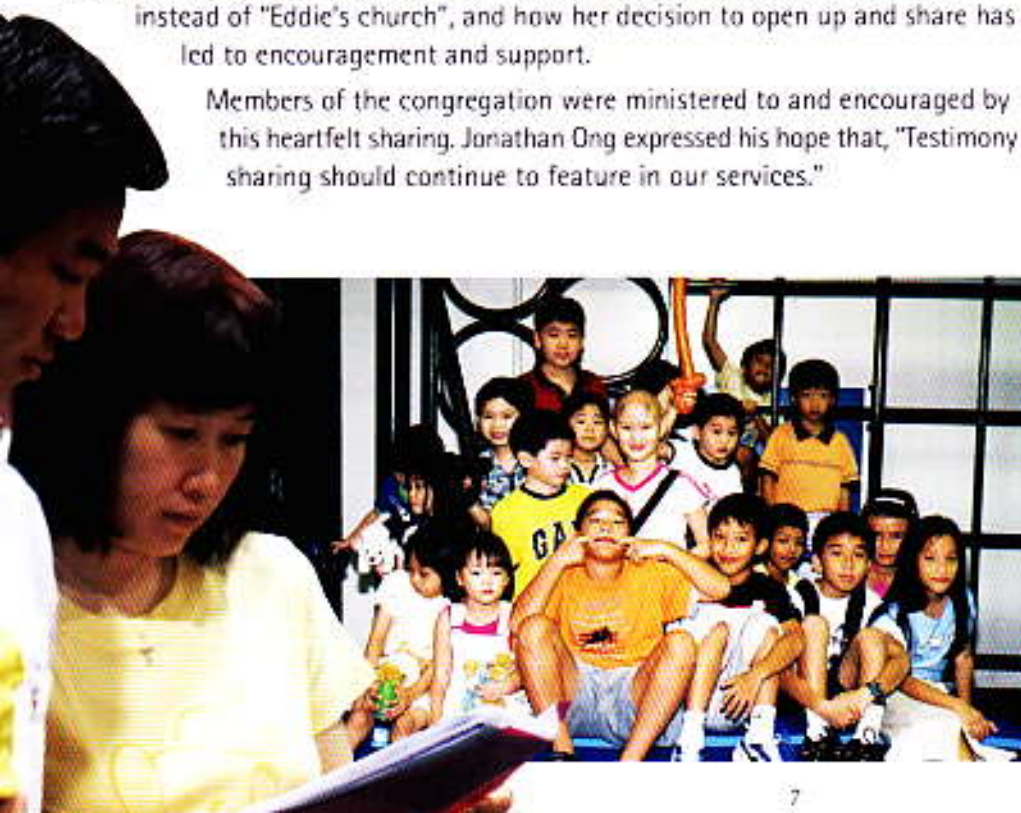 instead of "Eddie's church", and how her decision to open up and share has
led to encouragement and support.
Members of the congregation were ministered to and encouraged by
this heartfelt sharing. Jonathan Ong expressed his hope that, "Testimony
sharing should continue to feature in our services."
GA
7